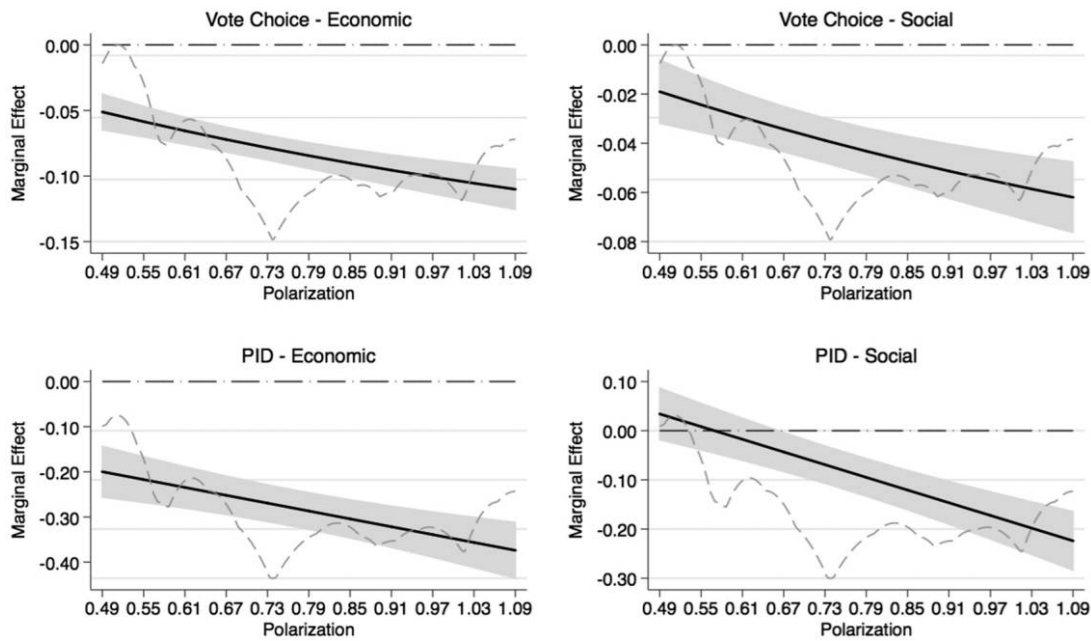 Vote Choice - Economic
Marginal Effect
0.00
-0.05
-0.10
-0.15
0.49 0.55 0.61 0.67 0.73 0.79 0.85 0.91 0.97 1.03 1.09
Polarization
Vote Choice - Social
Marginal Effect
0.00
-0.02
-0.04
-0.06
-0.08
0.49 0.55 0.61 0.67 0.73 0.79 0.85 0.91 0.97 1.03 1.09
Polarization
PID - Economic
Marginal Effect
0.00
-0.10
-0.20
-0.30
-0.40
0.49 0.55 0.61 0.67 0.73 0.79 0.85 0.91 0.97 1.03 1.09
Polarization
PID - Social
Marginal Effect
0.10
0.00
-0.10
-0.20
-0.30
0.49 0.55 0.61 0.67 0.73 0.79 0.85 0.91 0.97 1.03 1.09
Polarization